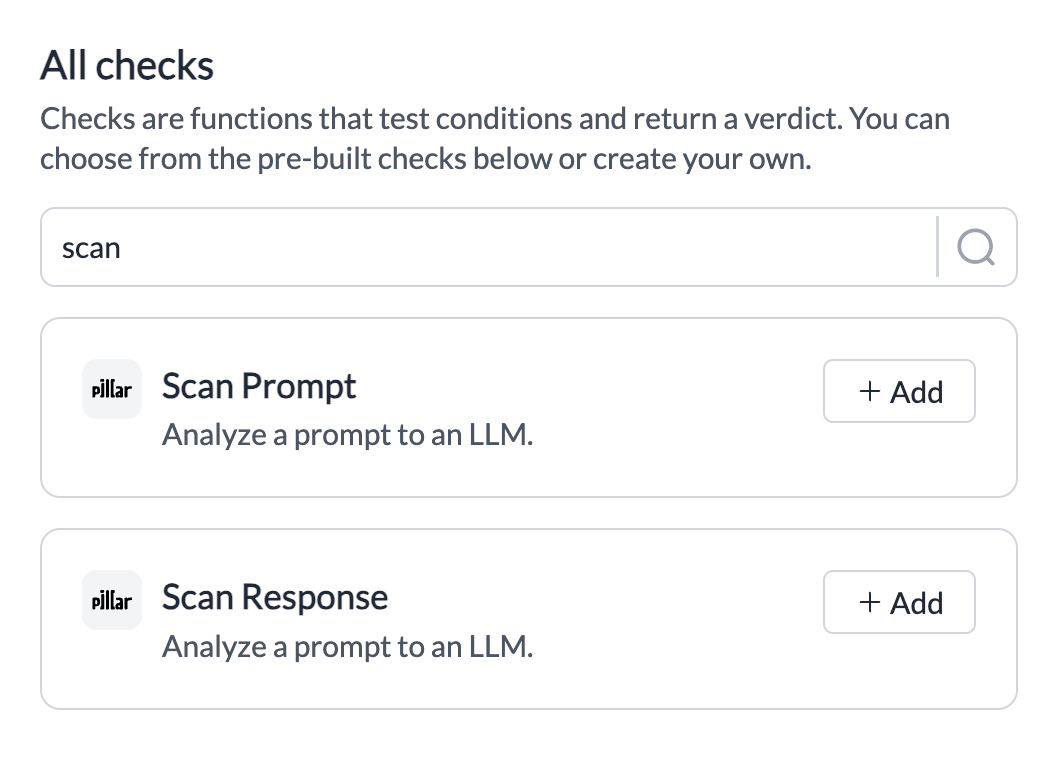 All checks
Checks are functions that test conditions and return a verdict. You can
choose from the pre-built checks below or create your own.
scan
pillar
Scan Prompt
+ Add
Analyze a prompt to an LLM.
pillar
Scan Response
+ Add
Analyze a prompt to an LLM.